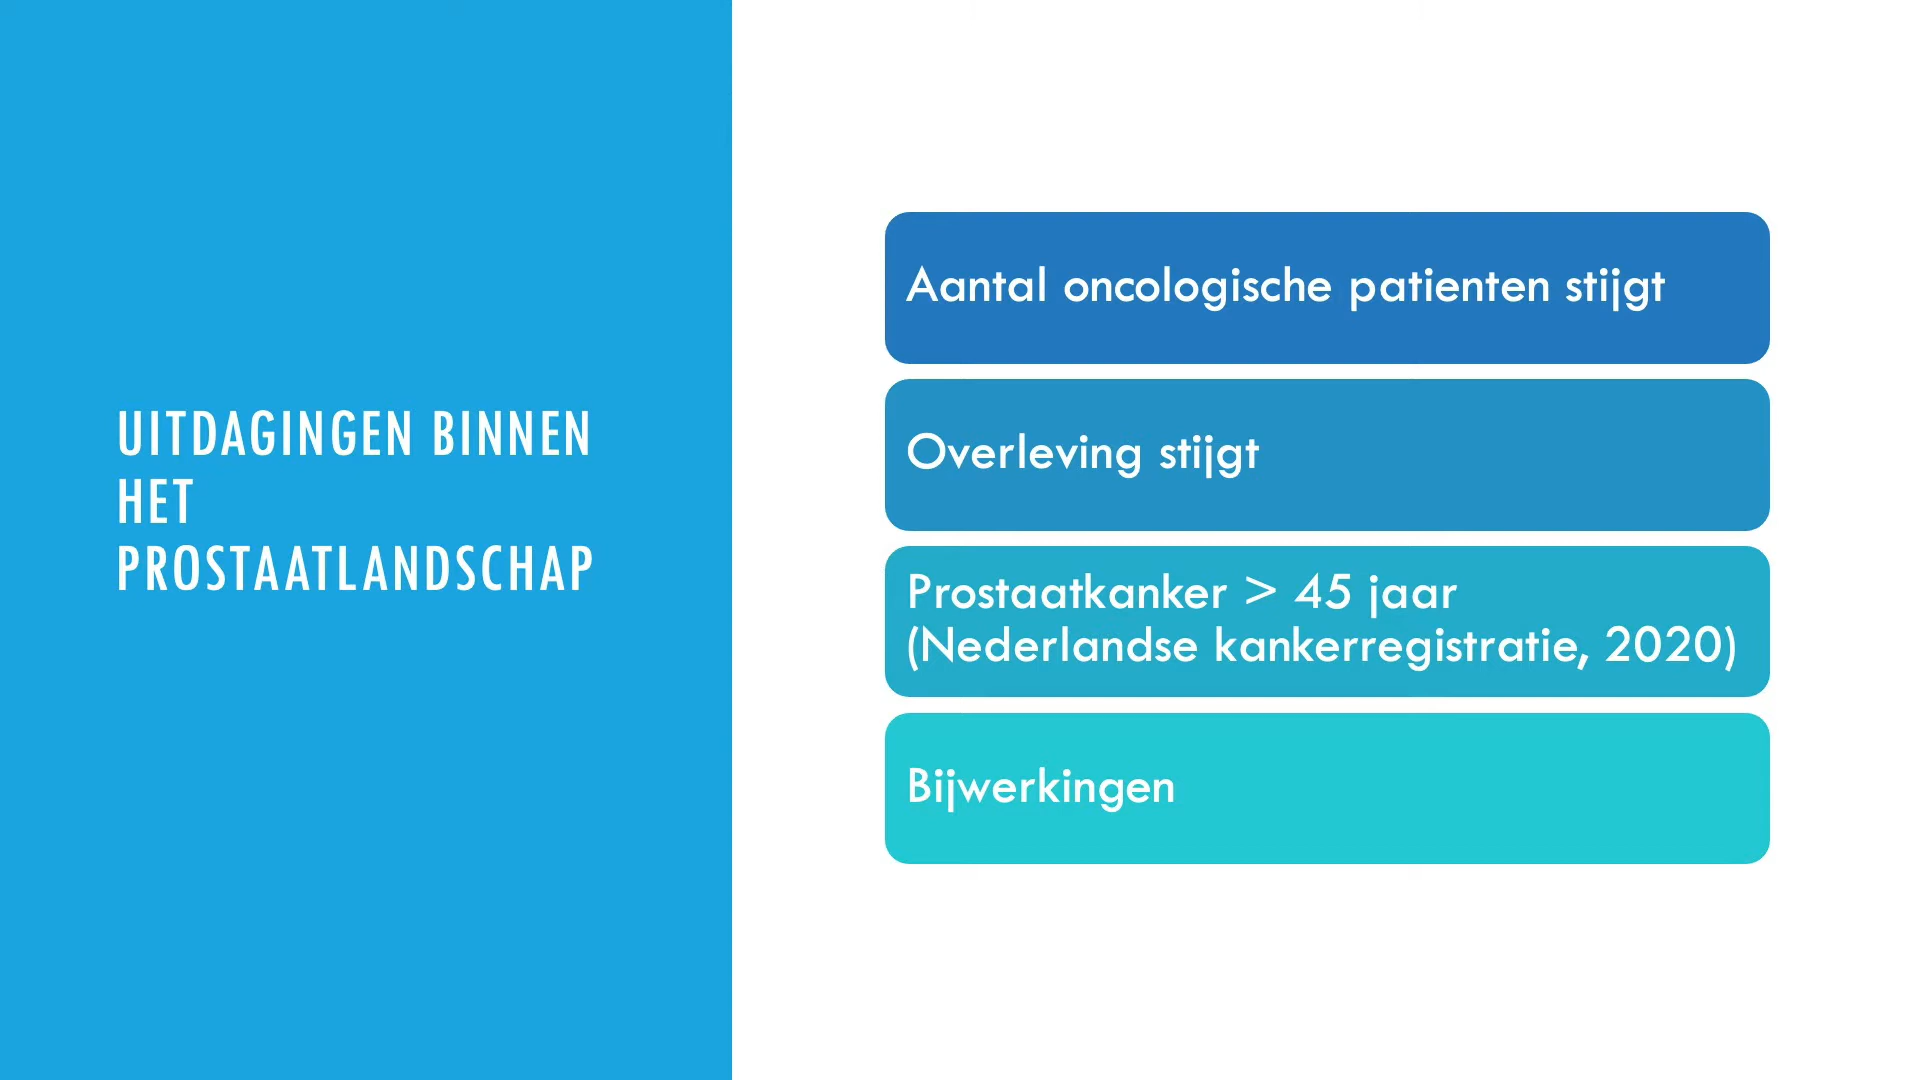 UITDAGINGEN BINNEN
HET
PROSTAATLANDSCHAP
Aantal oncologische patienten stijgt
Overleving stijgt
Prostaatkanker > 45 jaar
(Nederlandse kankerregistratie, 2020)
Bijwerkingen